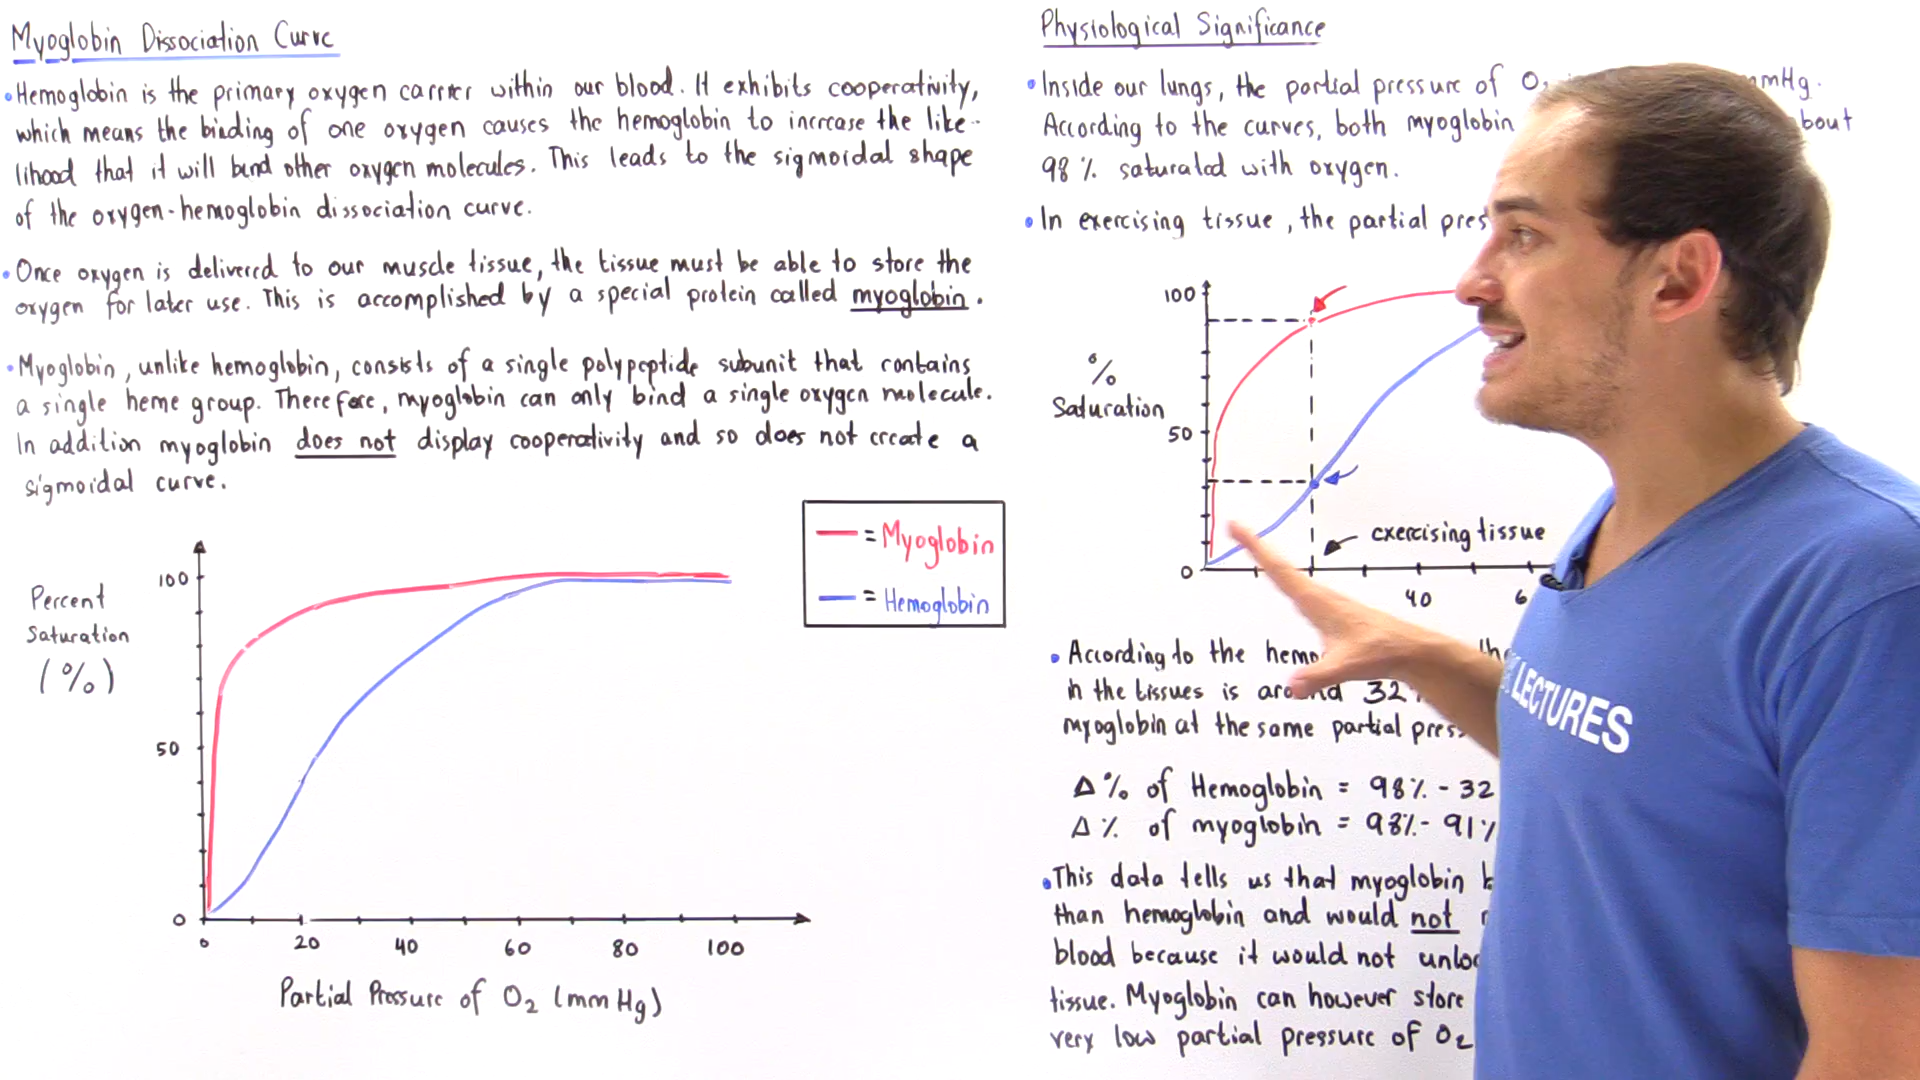 Myoglobin Dissociation Curve
• Hemoglobin is the primary oxygen carrier within our blood. It exhibits cooperativity,
which means the binding of one oxygen causes the hemoglobin to increase the like-
lihood that it will bind other oxygen molecules. This leads to the sigmoidal shape
of the oxygen-hemoglobin dissociation curve.
• Once oxygen is delivered to our muscle tissue, the tissue must be able to store the
oxygen for later use. This is accomplished by a special protein called myoglobin.
• Myoglobin, unlike hemoglobin, consists of a single polypeptide subunit that contains
a single heme group. Therefore, myoglobin can only bind a single oxygen molecule.
In addition myoglobin does not display cooperativity and so does not create a
sigmoidal curve.
= Myoglobin
= Hemoglobin
Percent
Saturation
(%)
100
50
0
0 20 40 60 80 100
Partial Pressure of O₂ (mmHg)
Physiological Significance
• Inside our lungs, the partial pressure of O₂ mmHg.
According to the curves, both myoglobin bout
98% saturated with oxygen.
• In exercising tissue, the partial pres
100
%
Saturation
50
0
exercising tissue
40 6
• According to the hemo
in the tissues is around 32
myoglobin at the same partial press
Δ% of Hemoglobin = 98% - 32
Δ% of myoglobin = 98% - 91%
• This data tells us that myoglobin b
than hemoglobin and would not
blood because it would not unloa
tissue. Myoglobin can however store
very low partial pressure of O₂
LECTURES